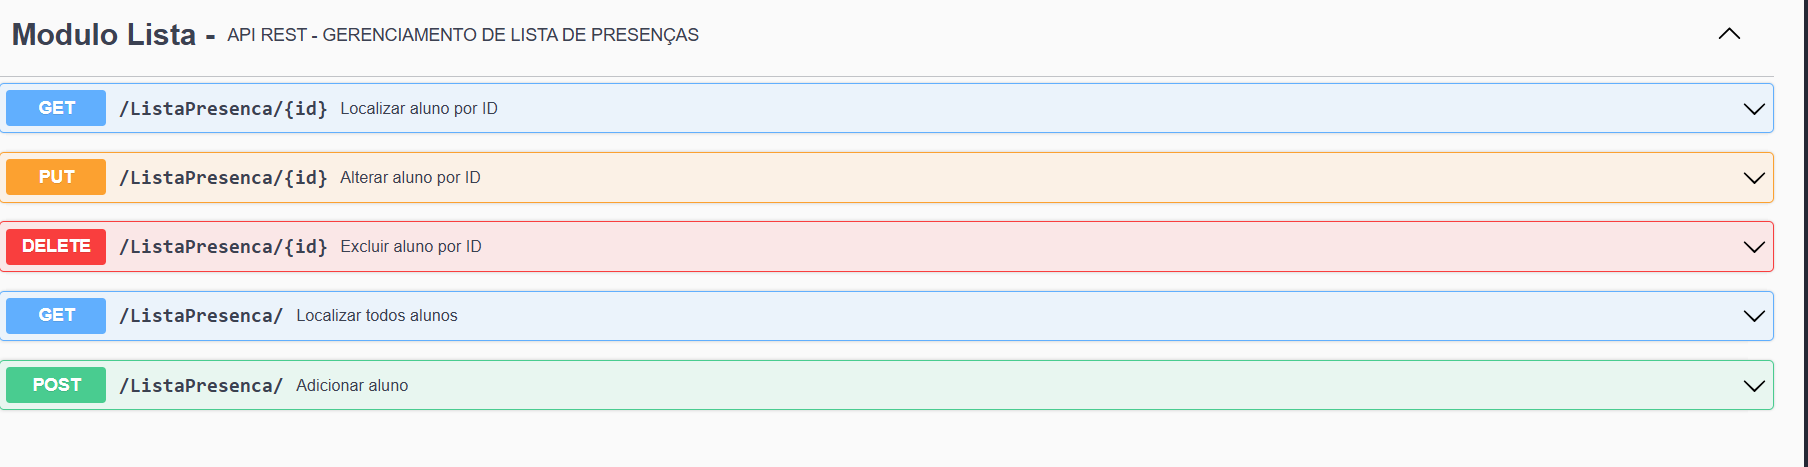 Modulo Lista - API REST - GERENCIAMENTO DE LISTA DE PRESENÇAS
GET /ListaPresenca/{id} Localizar aluno por ID
PUT /ListaPresenca/{id} Alterar aluno por ID
DELETE /ListaPresenca/{id} Excluir aluno por ID
GET /ListaPresenca/ Localizar todos alunos
POST /ListaPresenca/ Adicionar aluno